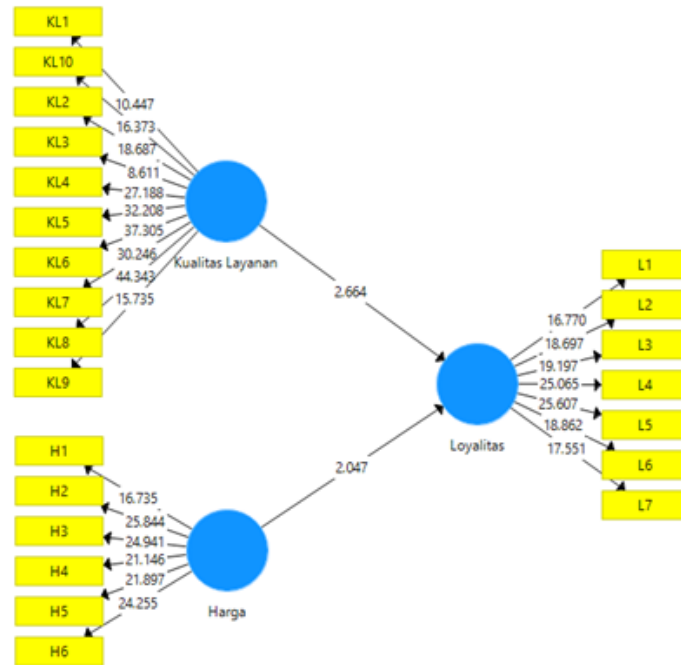 KL1
KL10
KL2
KL3
KL4
KL5
KL6
KL7
KL8
KL9
10.447
16.373
18.687
8.611
27.188
32.208
37.305
30.246
44.343
15.735
Kualitas Layanan
2.664
H1
H2
H3
H4
H5
H6
16.735
25.844
24.941
21.146
21.897
24.255
Harga
2.047
Loyalitas
16.770
18.697
19.197
25.065
25.607
18.862
17.551
L1
L2
L3
L4
L5
L6
L7